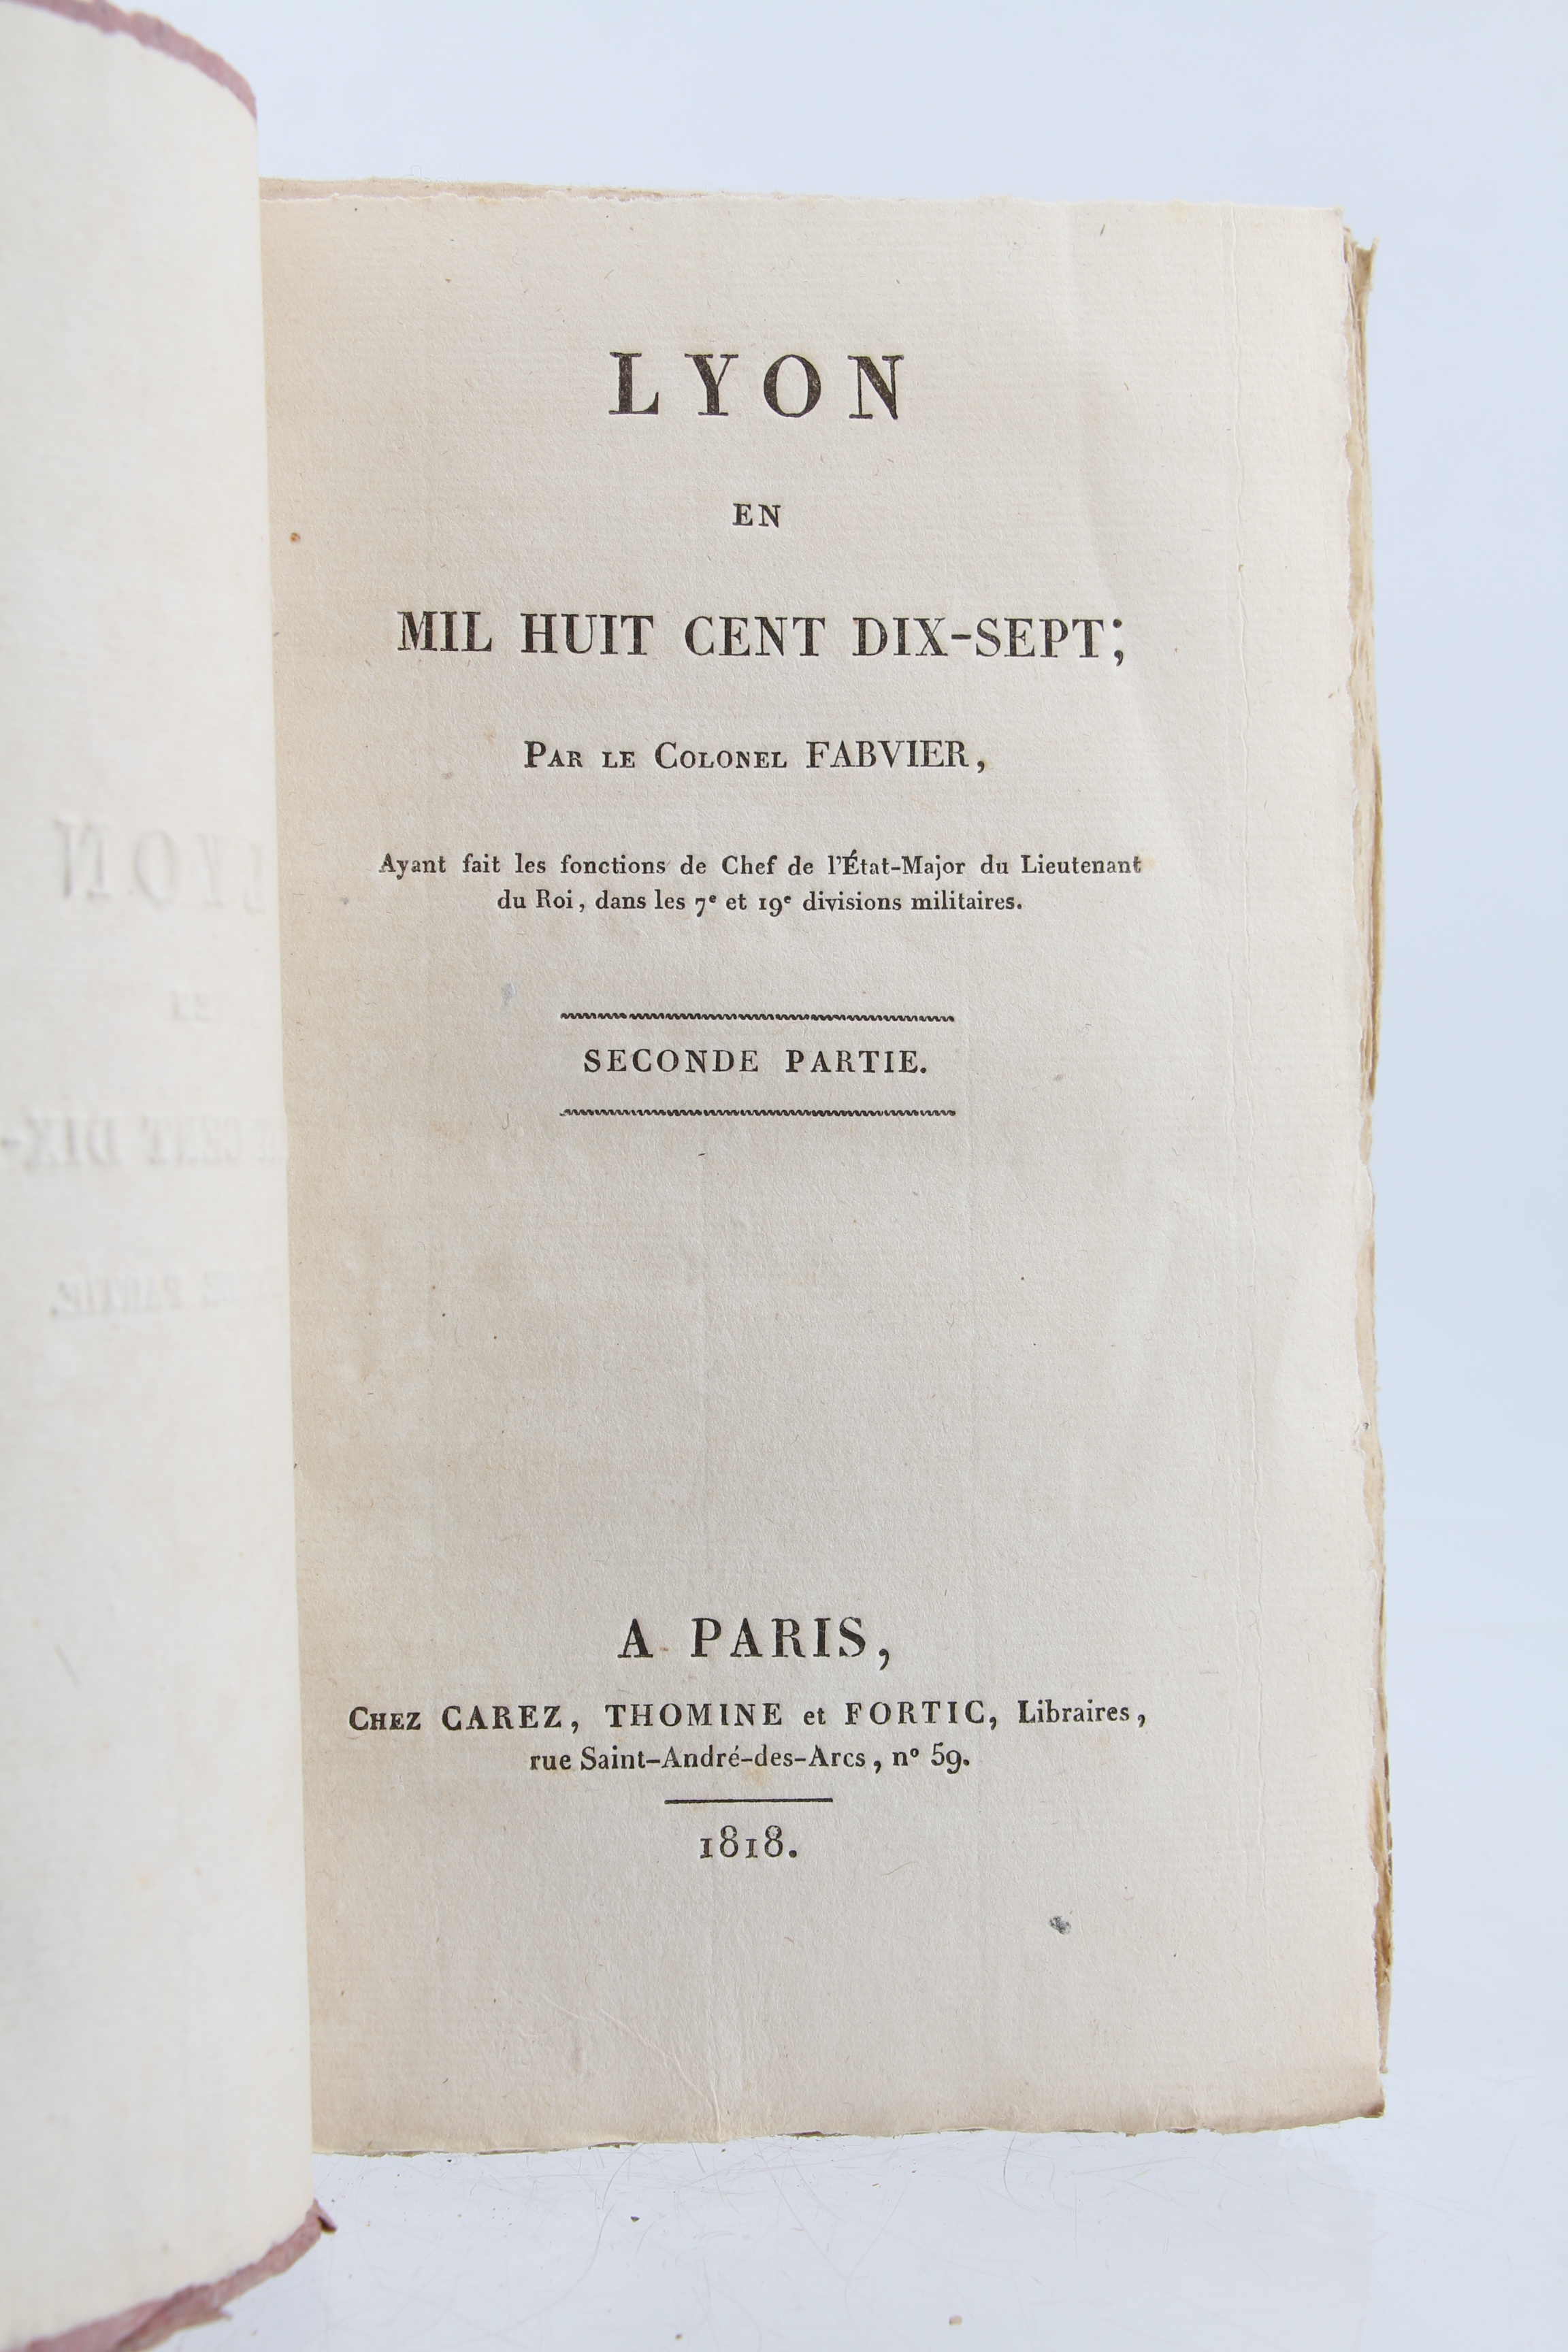 LYON
EN
MIL HUIT CENT DIX-SEPT;
PAR LE COLONEL FABVIER,
Ayant fait les fonctions de Chef de l'État-Major du Lieutenant
du Roi, dans les 7e et 19e divisions militaires.
SECONDE PARTIE.
A PARIS,
CHEZ CAREZ, THOMINE et FORTIC, Libraires,
rue Saint-André-des-Arcs, nº 59.
1818.